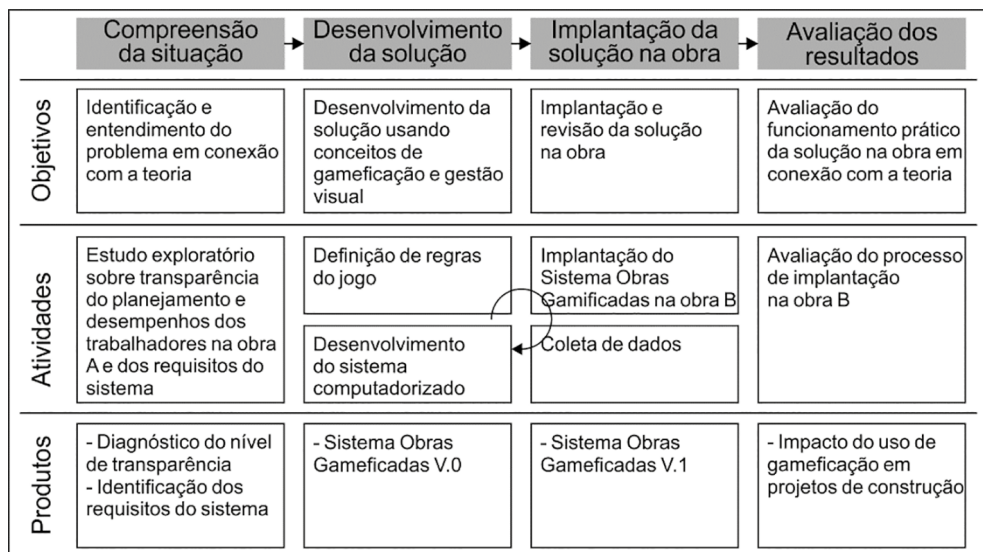 Compreensão
da situação
Desenvolvimento
da solução
Implantação da
solução na obra
Avaliação dos
resultados
Objetivos
Identificação e
entendimento do
problema em conexão
com a teoria
Desenvolvimento da
solução usando
conceitos de
gameficação e gestão
visual
Implantação e
revisão da solução
na obra
Avaliação do
funcionamento prático
da solução na obra em
conexão com a teoria
Atividades
Estudo exploratório
sobre transparência
do planejamento e
desempenhos dos
trabalhadores na obra
A e dos requisitos do
sistema
Definição de regras
do jogo
Desenvolvimento
do sistema
computadorizado
Implantação do
Sistema Obras
Gamificadas na obra B
Coleta de dados
Avaliação do processo
de implantação
na obra B
Produtos
- Diagnóstico do nível
de transparência
- Identificação dos
requisitos do sistema
- Sistema Obras
Gameficadas V.0
- Sistema Obras
Gameficadas V.1
- Impacto do uso de
gameficação em
projetos de construção